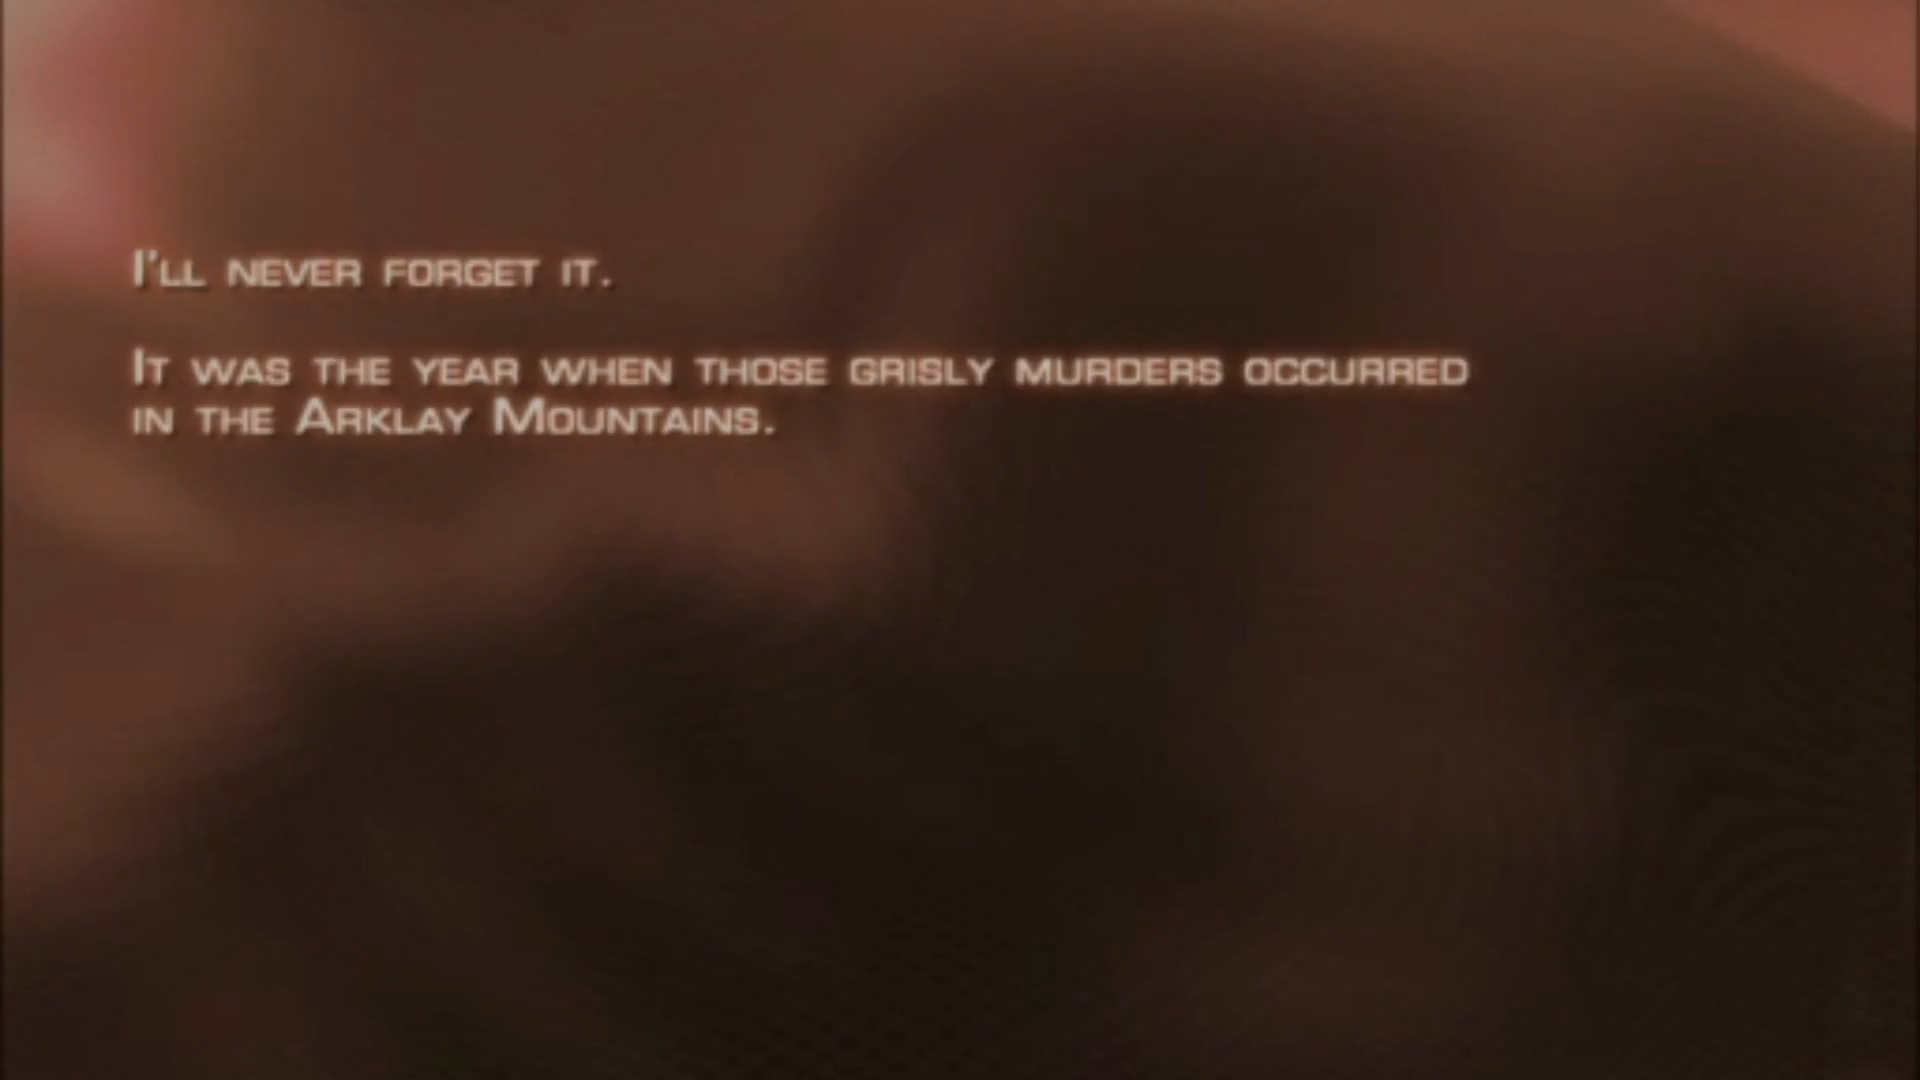 I'll never forget it.
It was the year when those grisly murders occurred
in the Arklay Mountains.